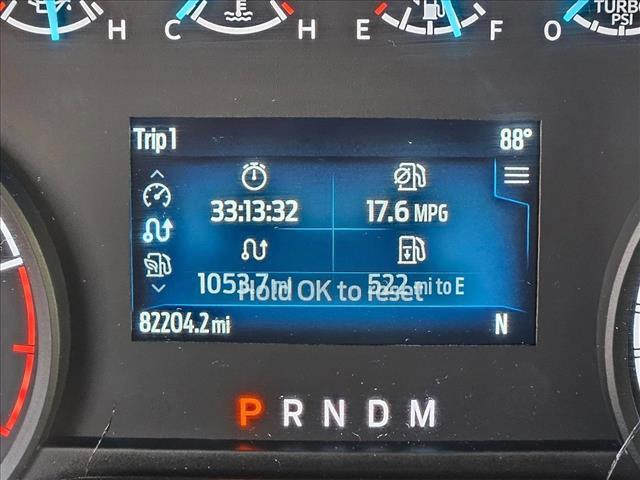 H C H E F O TURBO PSI
Trip 1 88°
33:13:32 17.6 MPG
1053.7 mi 522 mi to E
Hold OK to reset
82204.2 mi N
P R N D M